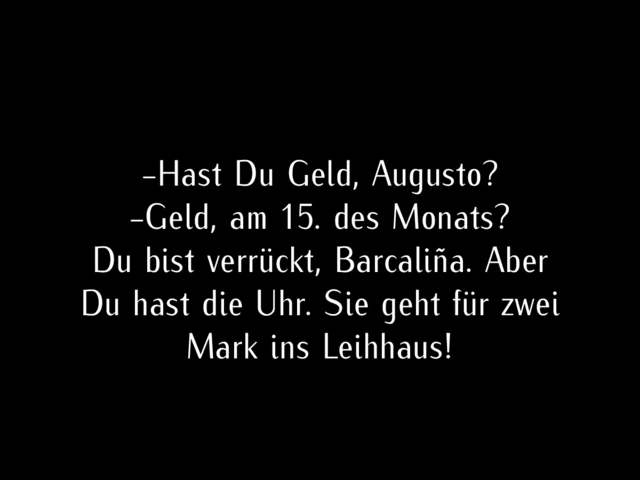 –Hast Du Geld, Augusto?
–Geld, am 15. des Monats?
Du bist verrückt, Barcaliña. Aber
Du hast die Uhr. Sie geht für zwei
Mark ins Leihhaus!